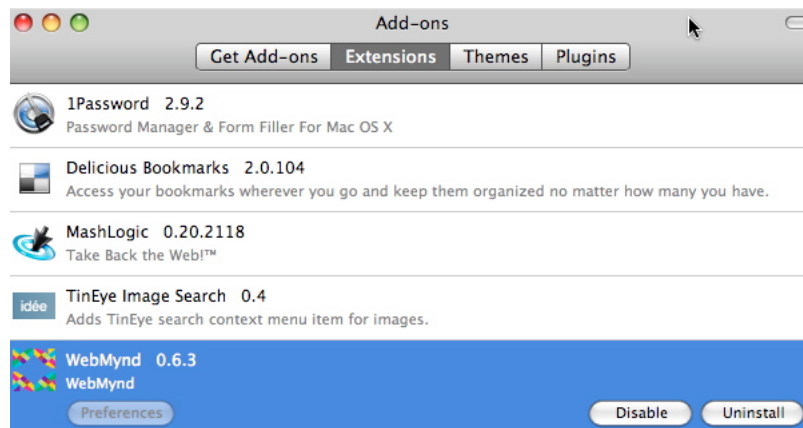 Add-ons
Get Add-ons Extensions Themes Plugins
1Password 2.9.2
Password Manager & Form Filler For Mac OS X
Delicious Bookmarks 2.0.104
Access your bookmarks wherever you go and keep them organized no matter how many you have.
MashLogic 0.20.2118
Take Back the Web!™
idée
TinEye Image Search 0.4
Adds TinEye search context menu item for images.
WebMynd 0.6.3
WebMynd
Preferences Disable Uninstall